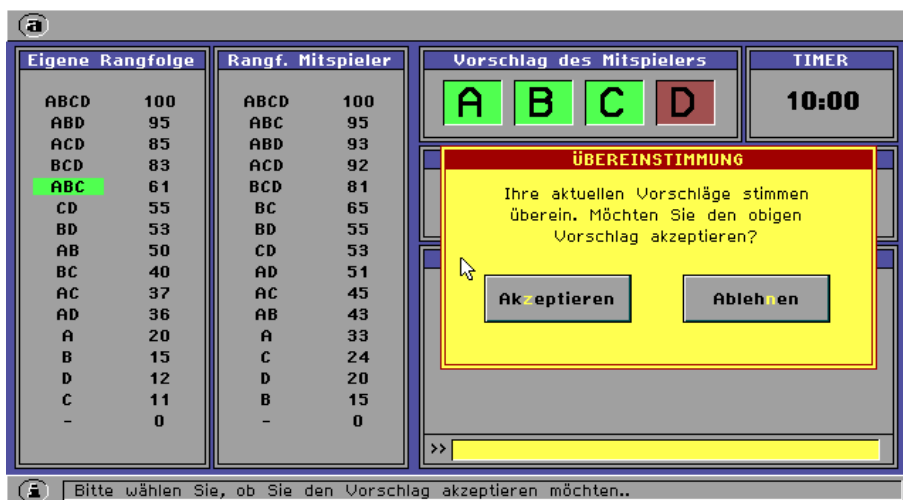 a
Eigene Rangfolge
ABCD 100
ABD 95
ACD 85
BCD 83
ABC 61
CD 55
BD 53
AB 50
BC 40
AC 37
AD 36
A 20
B 15
D 12
C 11
- 0
Rangf. Mitspieler
ABCD 100
ABC 95
ABD 93
ACD 92
BCD 81
BC 65
BD 55
CD 53
AD 51
AC 45
AB 43
A 33
C 24
D 20
B 15
- 0
Vorschlag des Mitspielers
A B C D
TIMER
10:00
ÜBEREINSTIMMUNG
Ihre aktuellen Vorschläge stimmen
überein. Möchten Sie den obigen
Vorschlag akzeptieren?
Akzeptieren Ablehnen
>>
i Bitte wählen Sie, ob Sie den Vorschlag akzeptieren möchten..